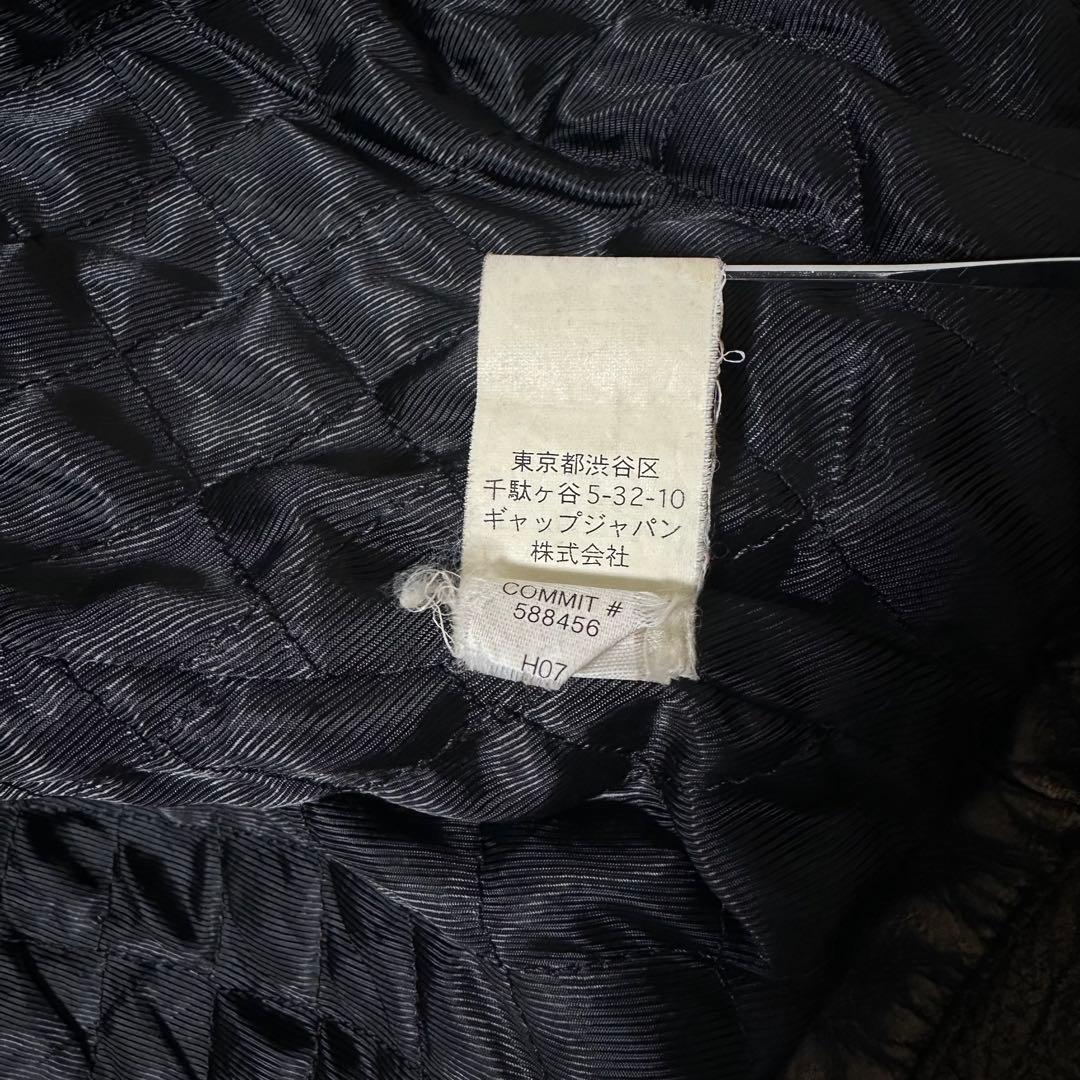 東京都渋谷区
千駄ヶ谷5-32-10
ギャップジャパン
株式会社
COMMIT #
588456
H07